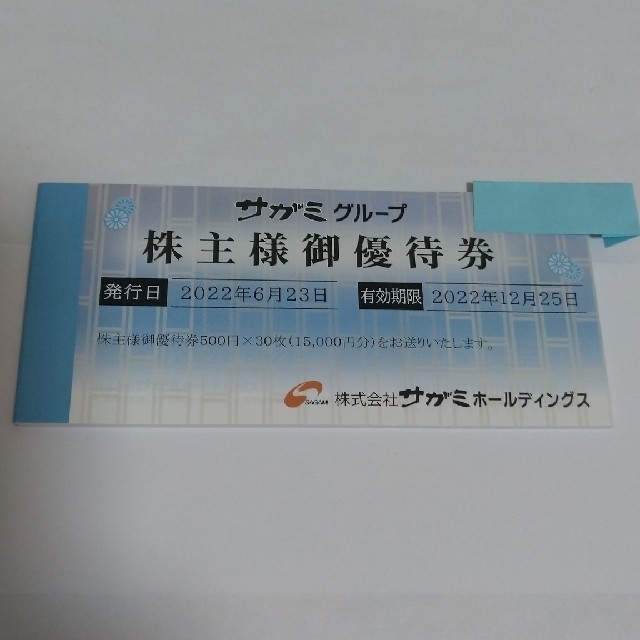 サガミグループ
株主様御優待券
発行日 2022年6月23日 有効期限 2022年12月25日
株主様御優待券500円×30枚(15,000円分)をお送りいたします。
SAGAMI 株式会社サガミホールディングス